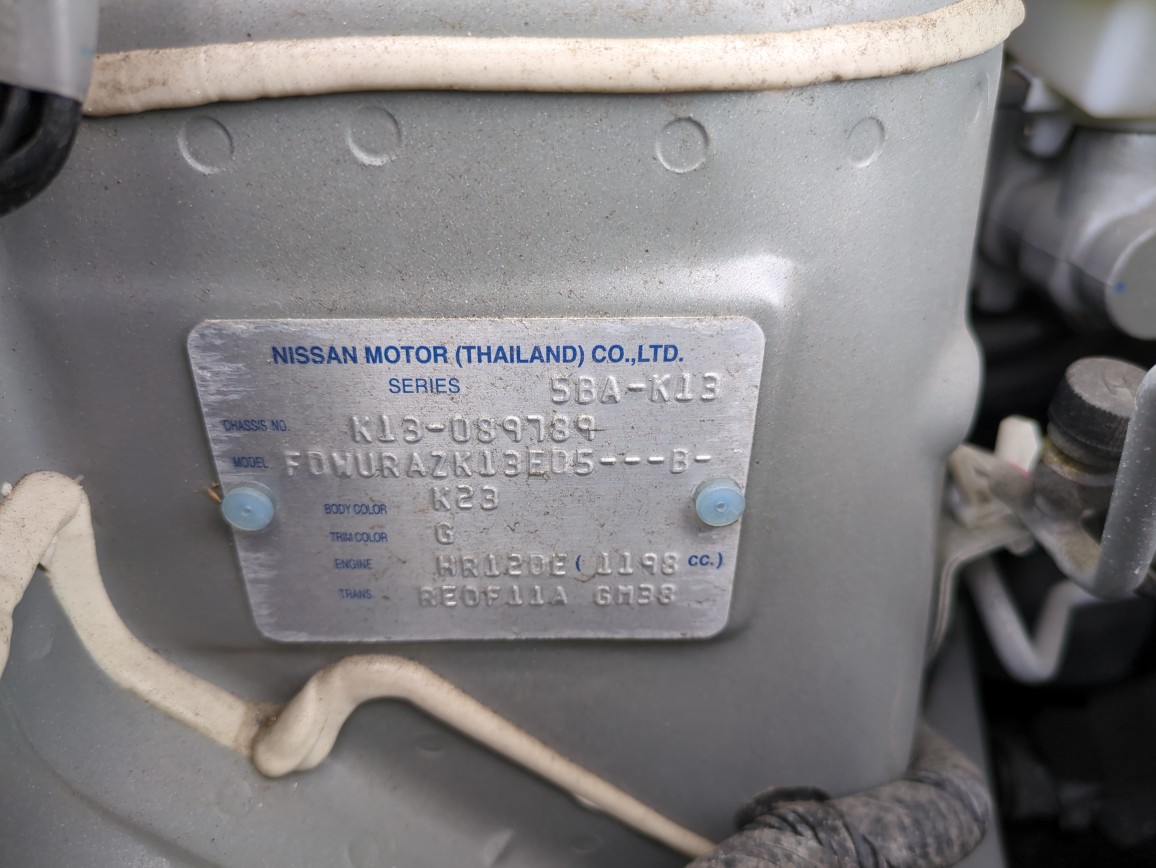 NISSAN MOTOR (THAILAND) CO.,LTD.
SERIES 5BA-K13
CHASSIS NO. K13-089789
MODEL FDWURAZK13ED5---B-
BODY COLOR K23
TRIM COLOR G
ENGINE HR12DE ( 1198 cc.)
TRANS. RE0F11A GM38